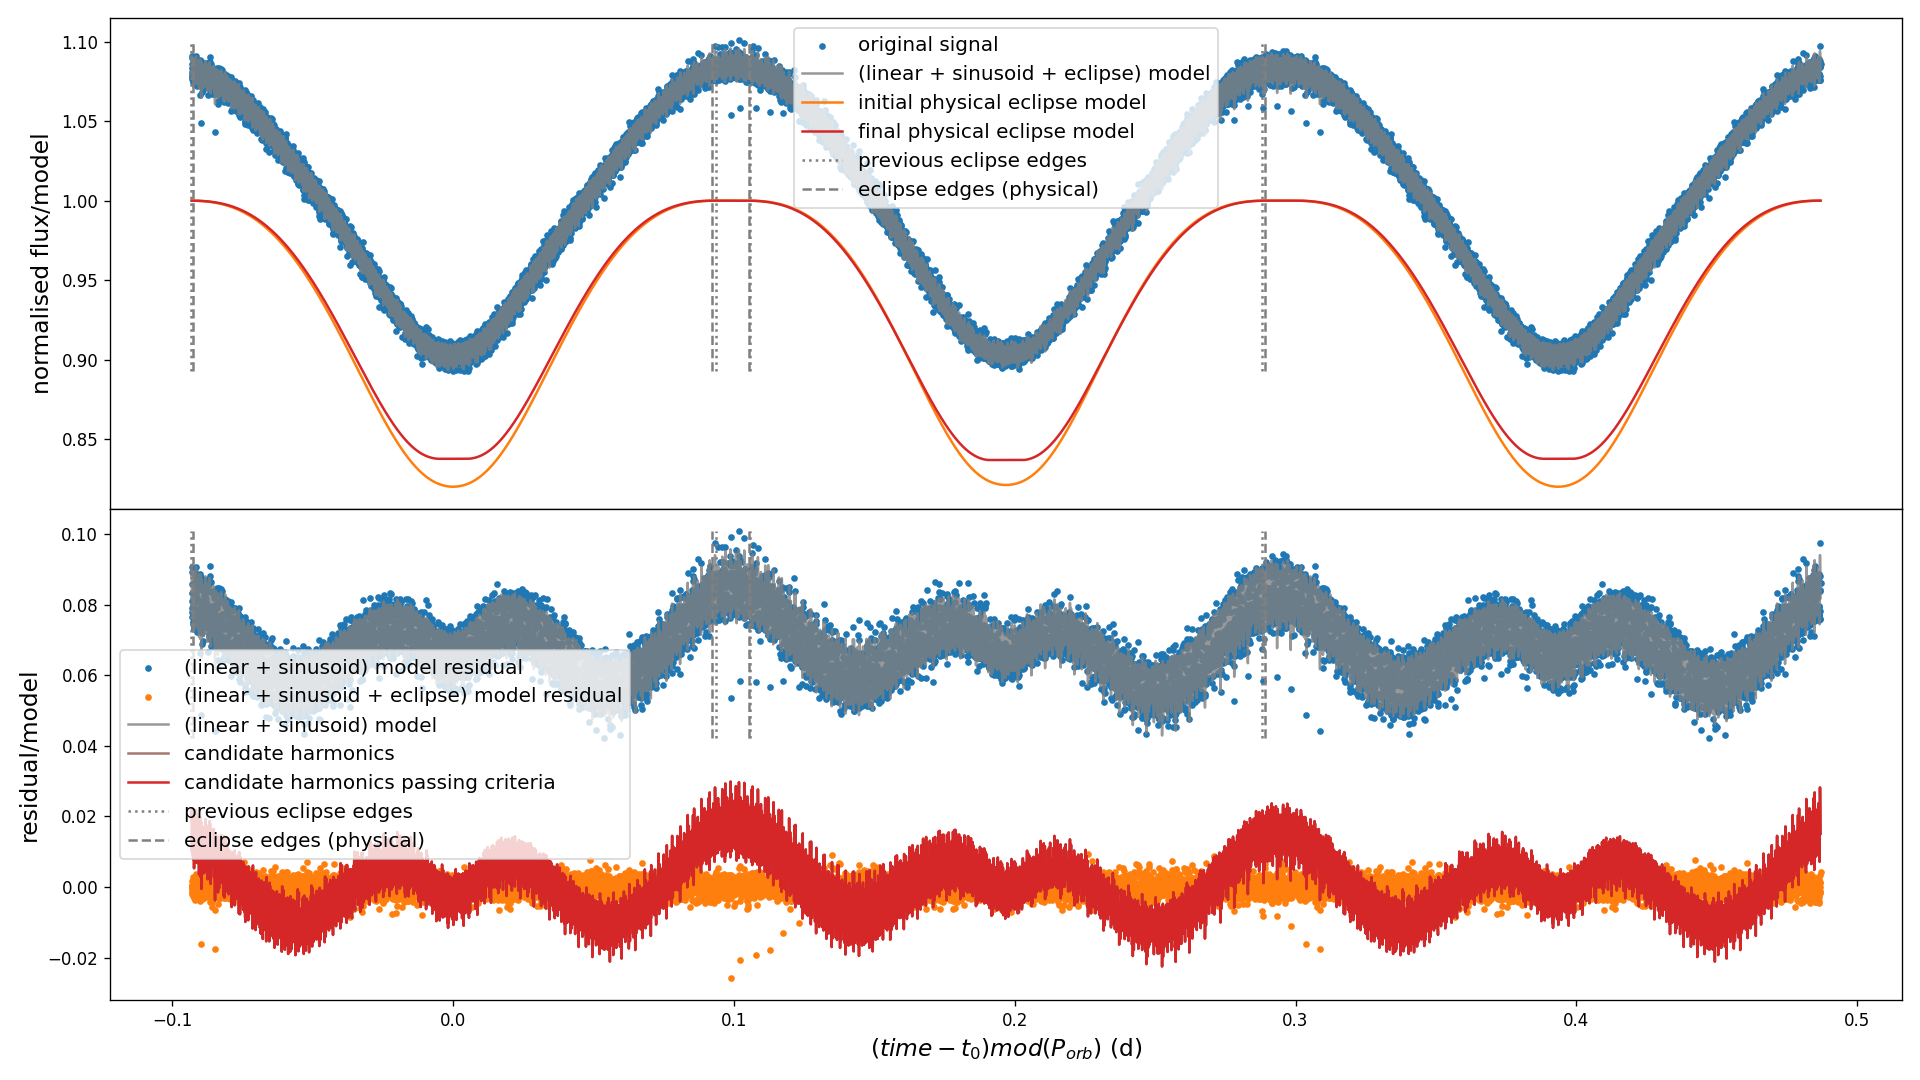 1.10
1.05
1.00
0.95
0.90
0.85
normalised flux/model
original signal
(linear + sinusoid + eclipse) model
initial physical eclipse model
final physical eclipse model
previous eclipse edges
eclipse edges (physical)
0.10
0.08
0.06
0.04
0.02
0.00
−0.02
residual/model
(linear + sinusoid) model residual
(linear + sinusoid + eclipse) model residual
(linear + sinusoid) model
candidate harmonics
candidate harmonics passing criteria
previous eclipse edges
eclipse edges (physical)
−0.1 0.0 0.1 0.2 0.3 0.4 0.5
(time − t₀)mod(Pₒᵣb) (d)